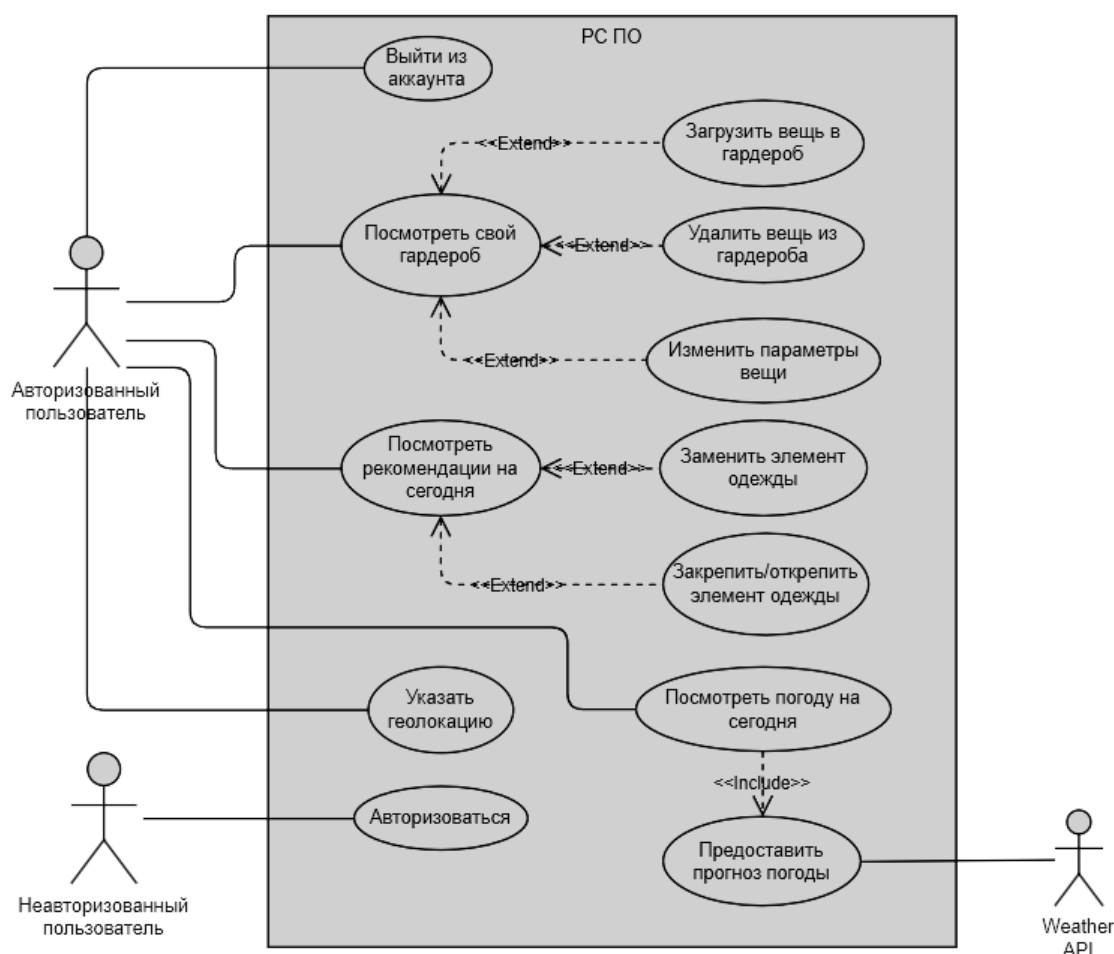 РС ПО
Выйти из
аккаунта
Загрузить вещь в
гардероб
<<Extend>>
Посмотреть свой
гардероб
<<Extend>>
Удалить вещь из
гардероба
<<Extend>>
Изменить параметры
вещи
Авторизованный
пользователь
Посмотреть
рекомендации на
сегодня
<<Extend>>
Заменить элемент
одежды
<<Extend>>
Закрепить/открепить
элемент одежды
Указать
геолокацию
Посмотреть погоду на
сегодня
<<Include>>
Авторизоваться
Предоставить
прогноз погоды
Неавторизованный
пользователь
Weather
API